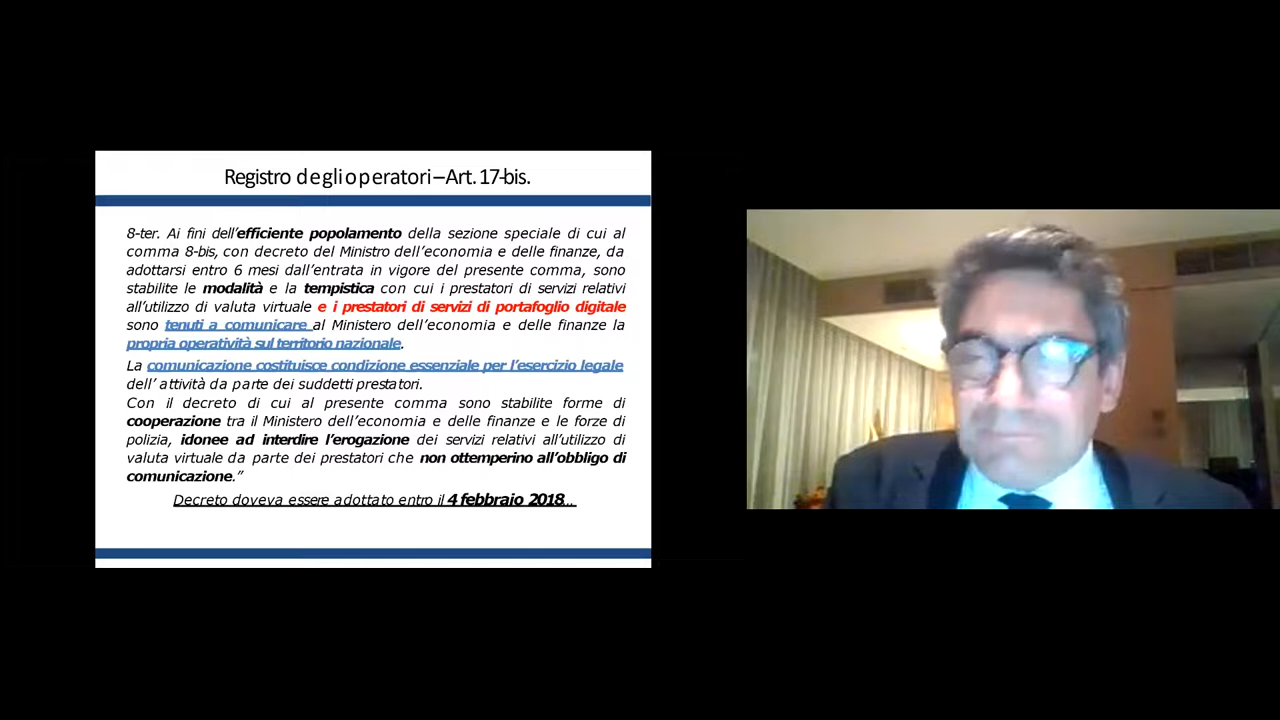 Registro degli operatori – Art. 17-bis.
8-ter. Ai fini dell'efficiente popolamento della sezione speciale di cui al
comma 8-bis, con decreto del Ministro dell'economia e delle finanze, da
adottarsi entro 6 mesi dall'entrata in vigore del presente comma, sono
stabilite le modalità e la tempistica con cui i prestatori di servizi relativi
all'utilizzo di valuta virtuale e i prestatori di servizi di portafoglio digitale
sono tenuti a comunicare al Ministero dell'economia e delle finanze la
propria operatività sul territorio nazionale.
La comunicazione costituisce condizione essenziale per l'esercizio legale
dell' attività da parte dei suddetti prestatori.
Con il decreto di cui al presente comma sono stabilite forme di
cooperazione tra il Ministero dell'economia e delle finanze e le forze di
polizia, idonee ad interdire l'erogazione dei servizi relativi all'utilizzo di
valuta virtuale da parte dei prestatori che non ottemperino all'obbligo di
comunicazione."
Decreto doveva essere adottato entro il 4 febbraio 2018...